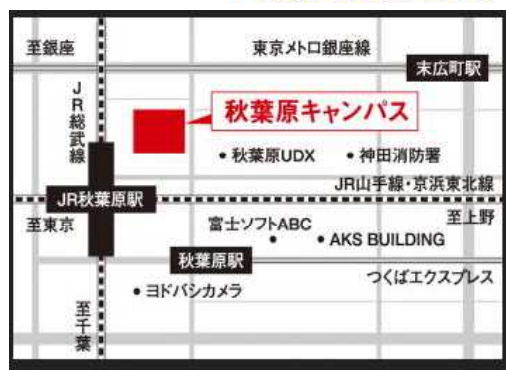 至銀座
東京メトロ銀座線
末広町駅
JR総武線
秋葉原キャンパス
• 秋葉原UDX
• 神田消防署
JR山手線・京浜東北線
JR秋葉原駅
至東京
至上野
富士ソフトABC
• AKS BUILDING
秋葉原駅
つくばエクスプレス
• ヨドバシカメラ
至千葉